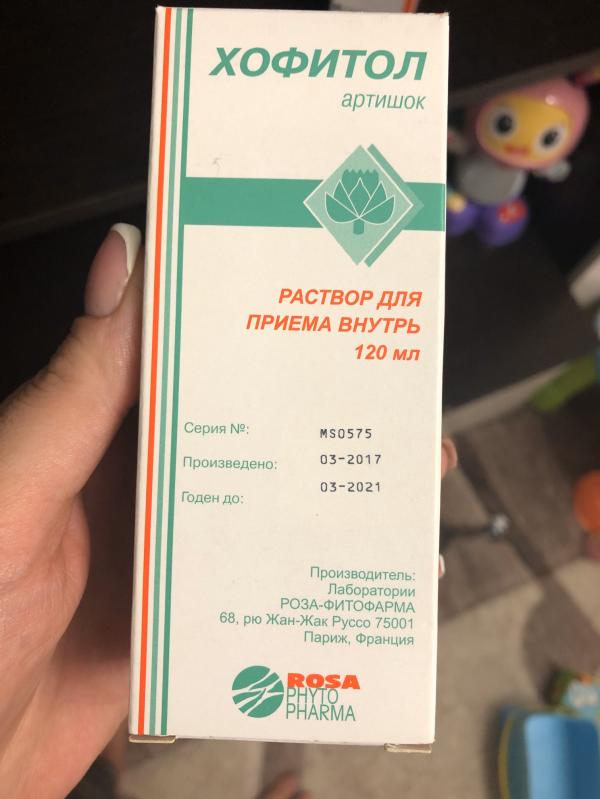 ХОФИТОЛ
артишок
РАСТВОР ДЛЯ
ПРИЕМА ВНУТРЬ
120 мл
Серия №: MS0575
Произведено: 03-2017
Годен до: 03-2021
Производитель:
Лаборатории
РОЗА-ФИТОФАРМА
68, рю Жан-Жак Руссо 75001
Париж, Франция
ROSA
PHYTO
PHARMA